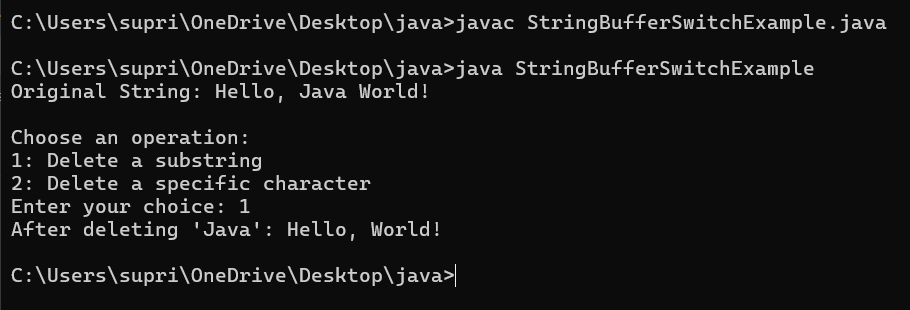 C:\Users\supri\OneDrive\Desktop\java>javac StringBufferSwitchExample.java
C:\Users\supri\OneDrive\Desktop\java>java StringBufferSwitchExample
Original String: Hello, Java World!
Choose an operation:
1: Delete a substring
2: Delete a specific character
Enter your choice: 1
After deleting 'Java': Hello, World!
C:\Users\supri\OneDrive\Desktop\java>